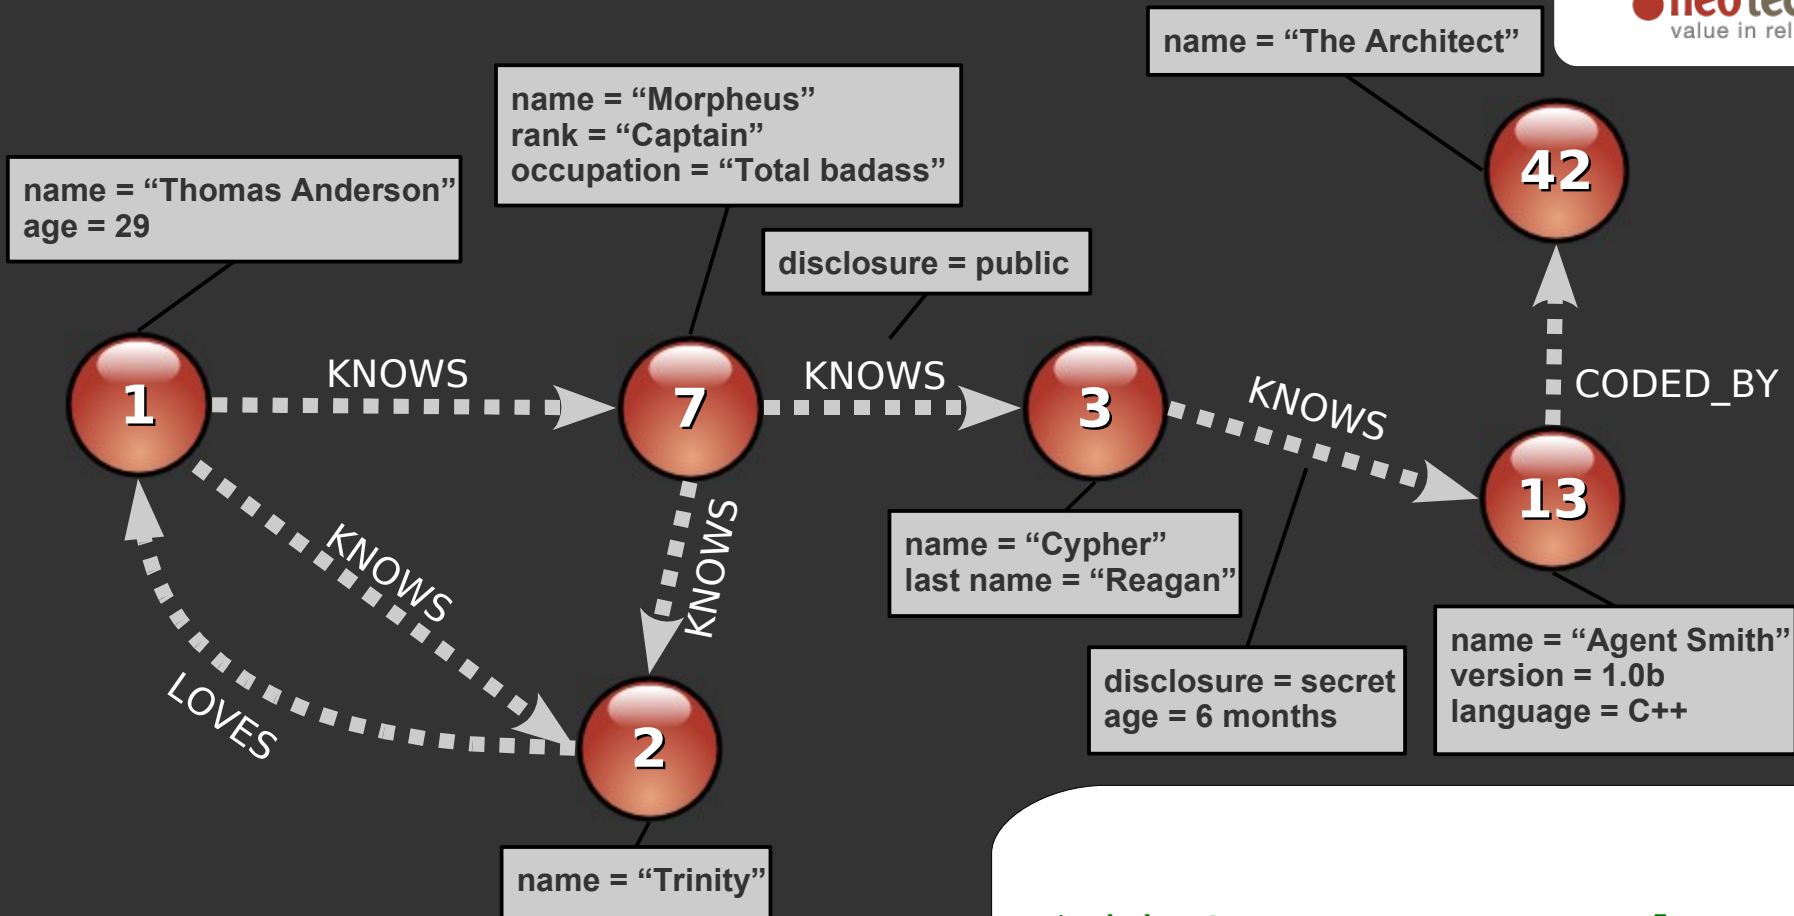 name = “The Architect”
value in
name = “Morpheus”
rank = “Captain”
occupation = “Total badass”
name = “Thomas Anderson”
age = 29
disclosure = public
42
KNOWS
KNOWS
KNOWS
CODED_BY
1
7
3
13
KNOWS
KNOWS
name = “Cypher”
last name = “Reagan”
LOVES
2
disclosure = secret
age = 6 months
name = “Agent Smith”
version = 1.0b
language = C++
name = “Trinity”